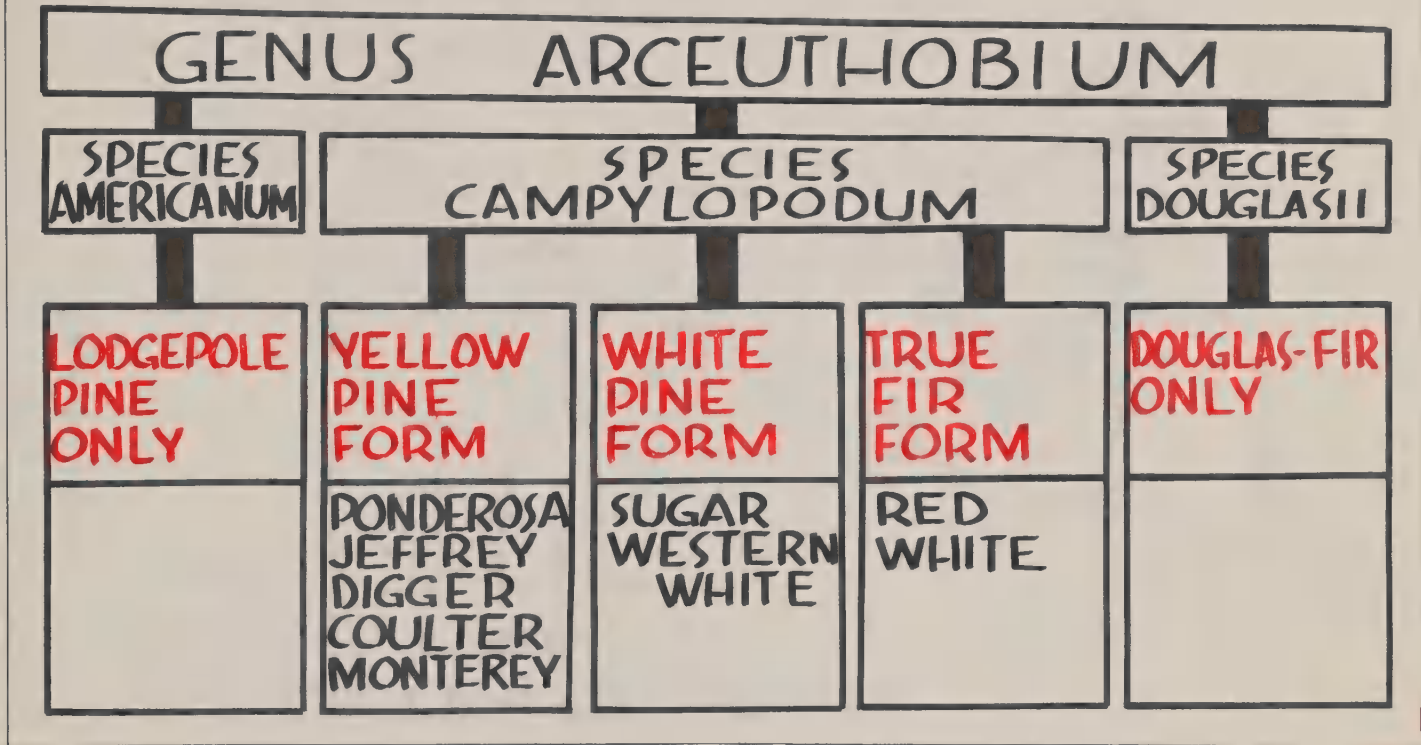 GENUS ARCEUTHOBIUM
SPECIES
AMERICANUM
SPECIES
CAMPYLOPODUM
SPECIES
DOUGLASII
LODGEPOLE
PINE
ONLY
YELLOW
PINE
FORM
PONDEROSA
JEFFREY
DIGGER
COULTER
MONTEREY
WHITE
PINE
FORM
SUGAR
WESTERN
WHITE
TRUE
FIR
FORM
RED
WHITE
DOUGLAS-FIR
ONLY